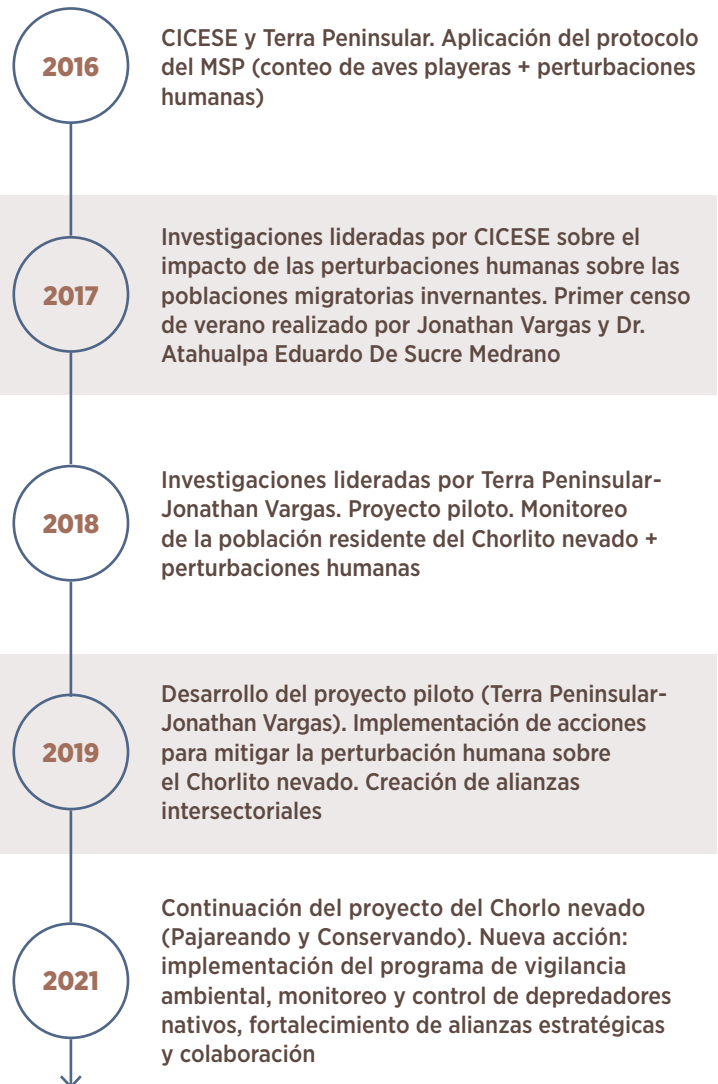 2016
CICESE y Terra Peninsular. Aplicación del protocolo
del MSP (conteo de aves playeras + perturbaciones
humanas)
2017
Investigaciones lideradas por CICESE sobre el
impacto de las perturbaciones humanas sobre las
poblaciones migratorias invernantes. Primer censo
de verano realizado por Jonathan Vargas y Dr.
Atahualpa Eduardo De Sucre Medrano
2018
Investigaciones lideradas por Terra Peninsular-
Jonathan Vargas. Proyecto piloto. Monitoreo
de la población residente del Chorlito nevado +
perturbaciones humanas
2019
Desarrollo del proyecto piloto (Terra Peninsular-
Jonathan Vargas). Implementación de acciones
para mitigar la perturbación humana sobre
el Chorlito nevado. Creación de alianzas
intersectoriales
2021
Continuación del proyecto del Chorlo nevado
(Pajareando y Conservando). Nueva acción:
implementación del programa de vigilancia
ambiental, monitoreo y control de depredadores
nativos, fortalecimiento de alianzas estratégicas
y colaboración